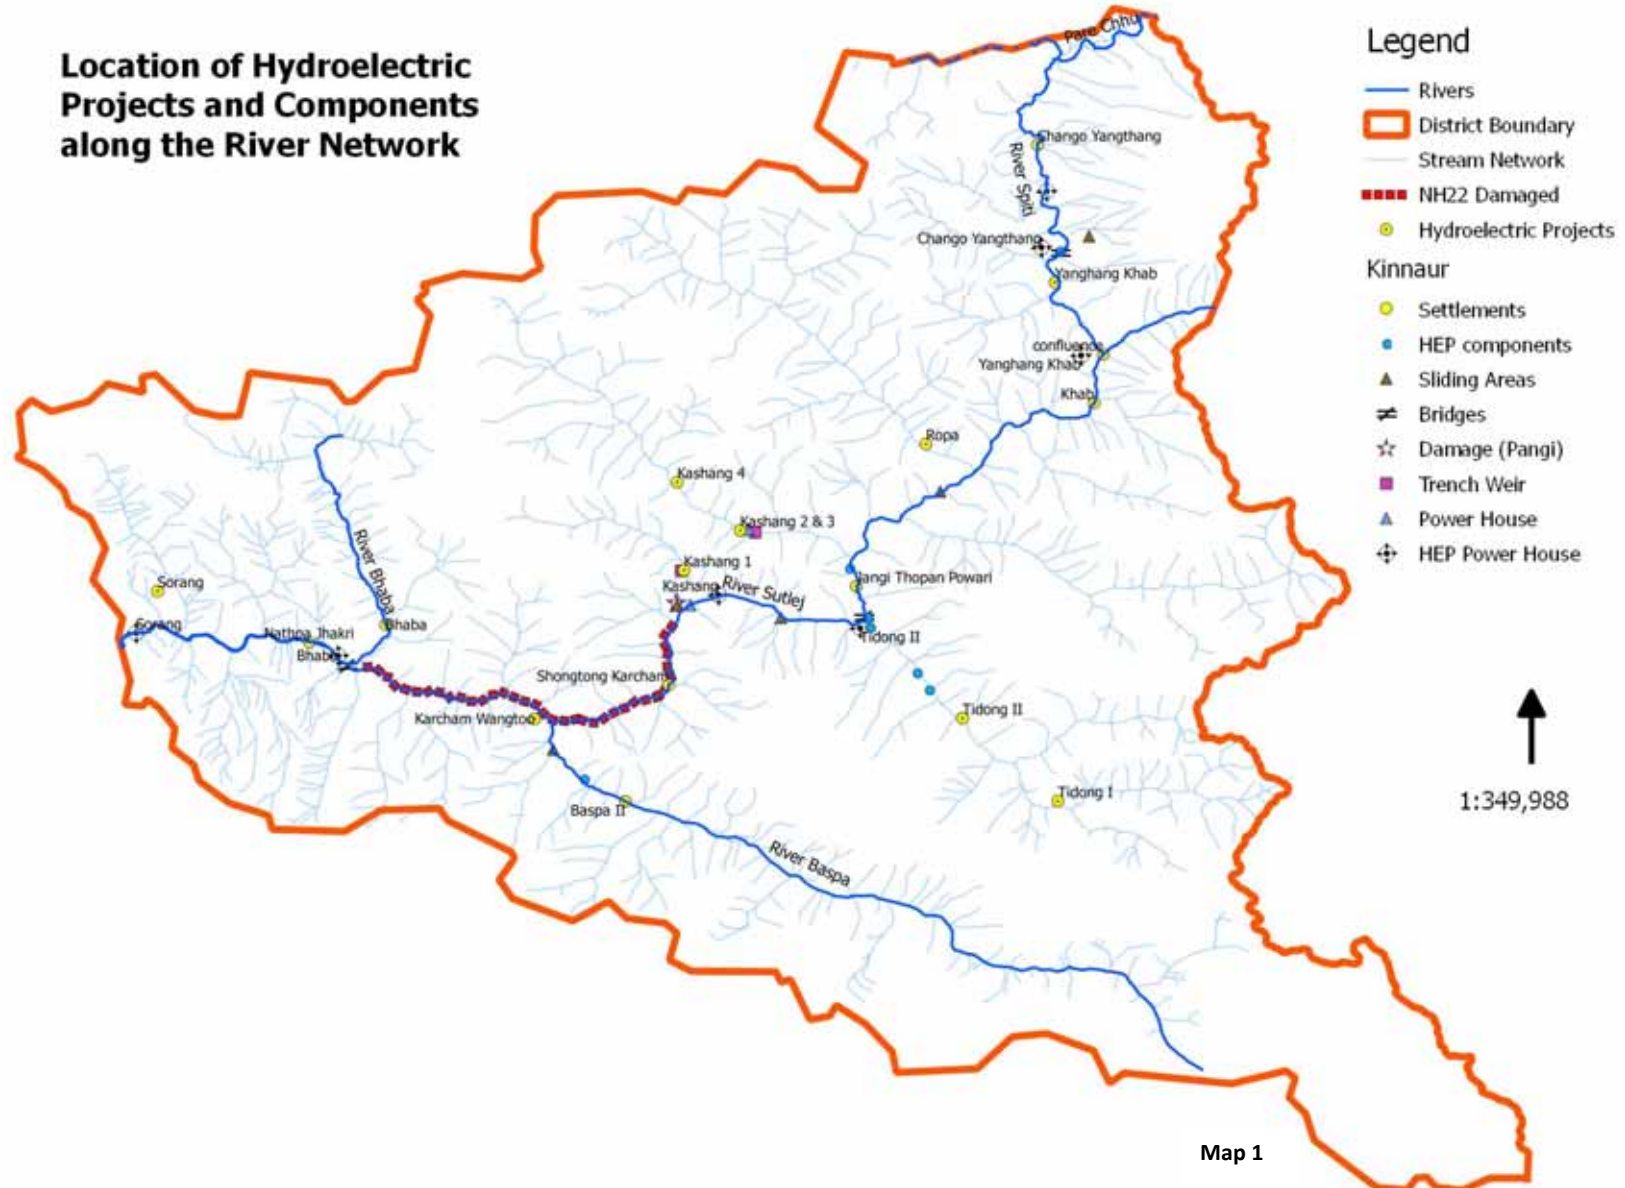 Location of Hydroelectric
Projects and Components
along the River Network
Legend
Rivers
District Boundary
Stream Network
NH22 Damaged
Hydroelectric Projects
Kinnaur
Settlements
HEP components
Sliding Areas
Bridges
Damage (Pangi)
Trench Weir
Power House
HEP Power House
1:349,988
Pare Chhu
Chango Yangthang
River Spiti
Chango Yangthang
Yanghang Khab
confluence
Yanghang Khab
Khab
Ropa
Kashang 4
Kashang 2 & 3
Kashang 1
Kashang
River Sutlej
Jangi Thopan Powari
Tidong II
River Bhaba
Sorang
Sorang
Nathpa Jhakri
Bhaba
Bhaba
Shongtong Karcham
Karcham Wangtoo
Tidong II
Tidong I
Baspa II
River Baspa
Map 1